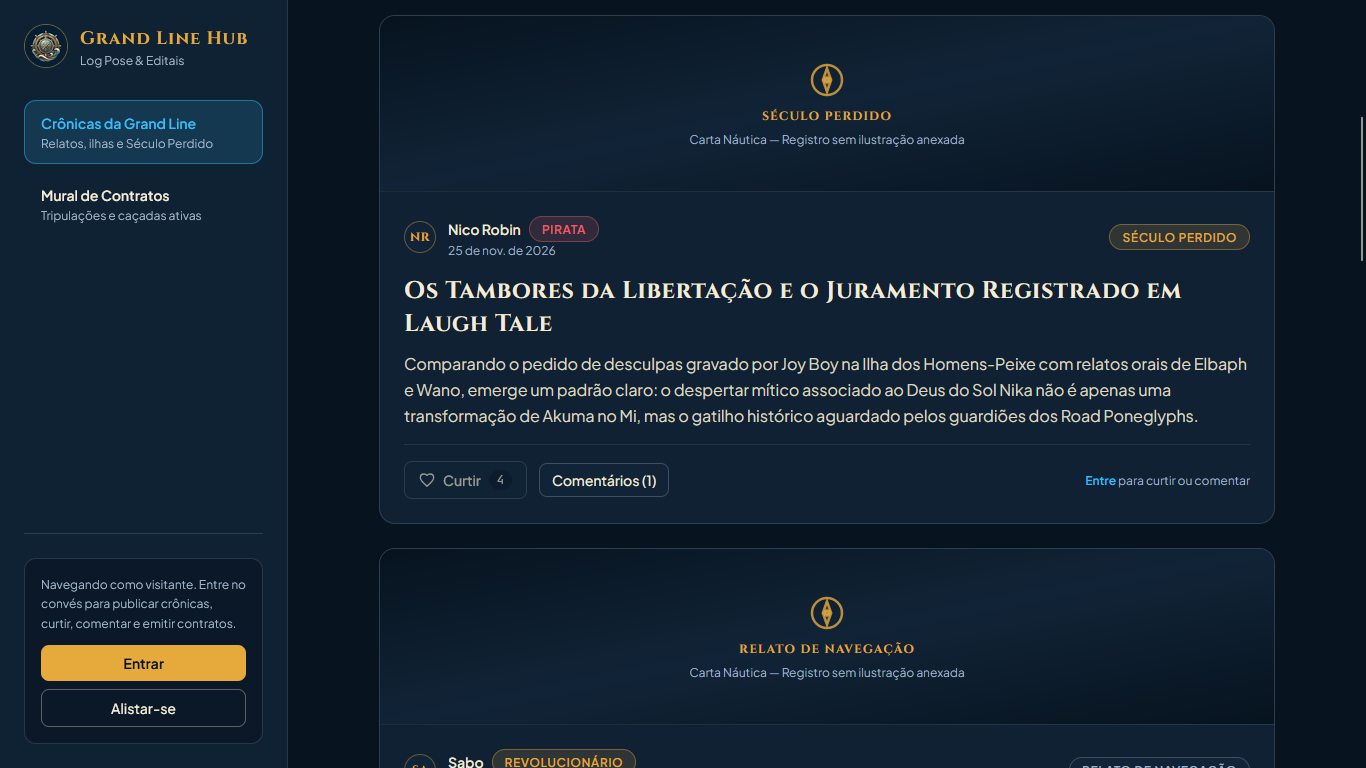 Grand Line Hub
Log Pose & Editais
Crônicas da Grand Line
Relatos, ilhas e Século Perdido
Mural de Contratos
Tripulações e caçadas ativas
Navegando como visitante. Entre no
convés para publicar crônicas,
curtir, comentar e emitir contratos.
Entrar
Alistar-se
SÉCULO PERDIDO
Carta Náutica — Registro sem ilustração anexada
NR
Nico Robin
PIRATA
25 de nov. de 2026
SÉCULO PERDIDO
Os Tambores da Libertação e o Juramento Registrado em
Laugh Tale
Comparando o pedido de desculpas gravado por Joy Boy na Ilha dos Homens-Peixe com relatos orais de Elbaph
e Wano, emerge um padrão claro: o despertar mítico associado ao Deus do Sol Nika não é apenas uma
transformação de Akuma no Mi, mas o gatilho histórico aguardado pelos guardiões dos Road Poneglyphs.
Curtir 4
Comentários (1)
Entre para curtir ou comentar
RELATO DE NAVEGAÇÃO
Carta Náutica — Registro sem ilustração anexada
SA
Sabo
REVOLUCIONÁRIO
RELATO DE NAVEGAÇÃO